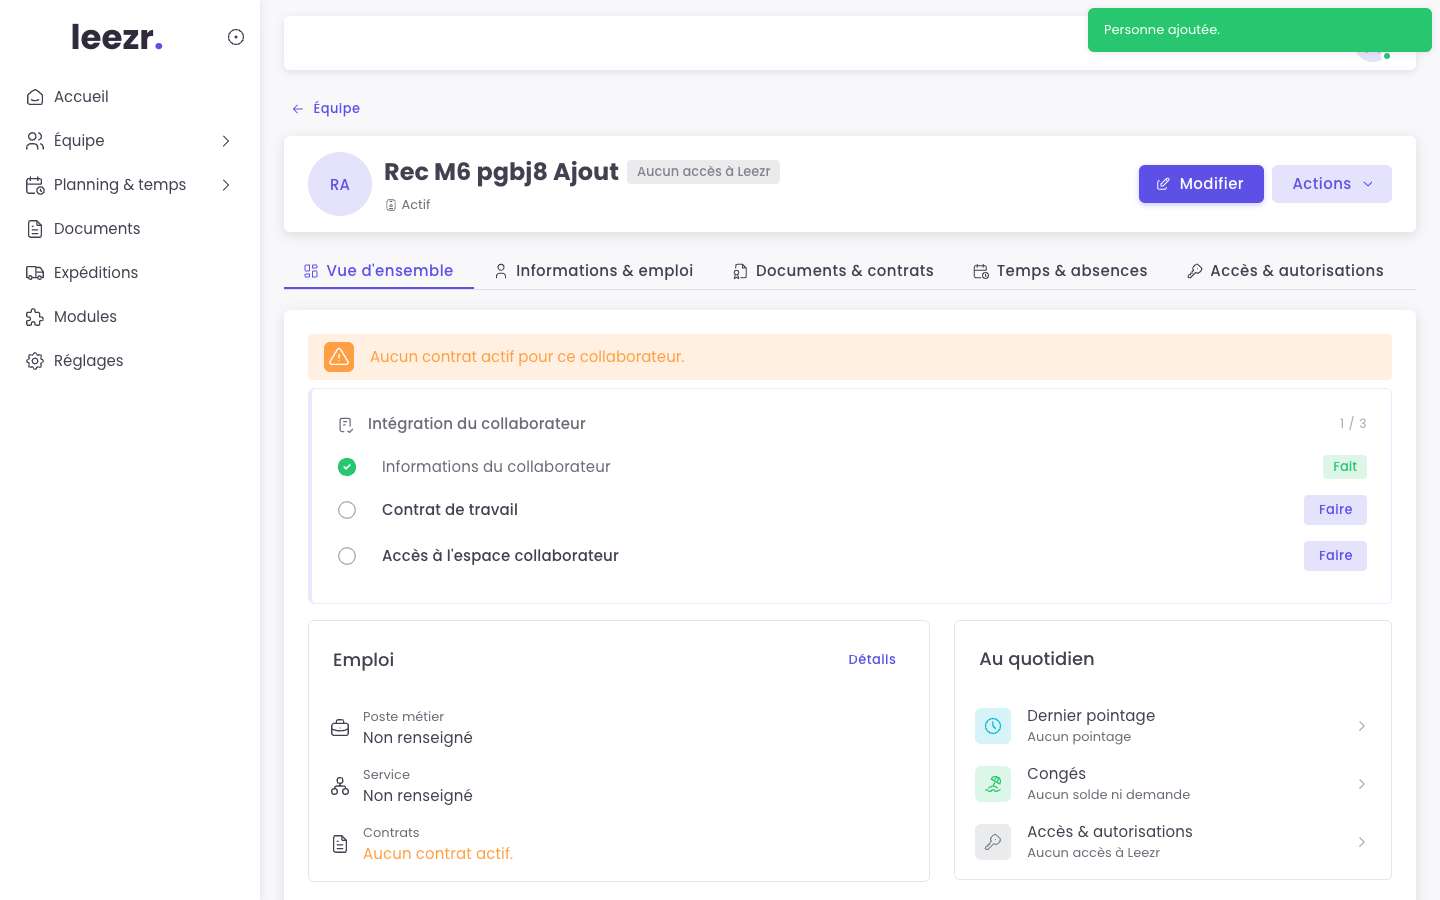 leezr.
Personne ajoutée.
Accueil
Équipe
Planning & temps
Documents
Expéditions
Modules
Réglages
Équipe
RA
Rec M6 pgbj8 Ajout
Aucun accès à Leezr
Actif
Modifier
Actions
Vue d'ensemble
Informations & emploi
Documents & contrats
Temps & absences
Accès & autorisations
Aucun contrat actif pour ce collaborateur.
Intégration du collaborateur
1 / 3
Informations du collaborateur
Fait
Contrat de travail
Faire
Accès à l'espace collaborateur
Faire
Emploi
Détails
Poste métier
Non renseigné
Service
Non renseigné
Contrats
Aucun contrat actif.
Au quotidien
Dernier pointage
Aucun pointage
Congés
Aucun solde ni demande
Accès & autorisations
Aucun accès à Leezr